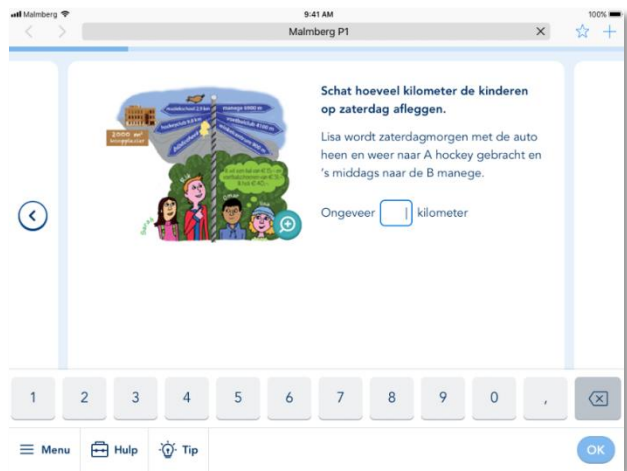 Malmberg
9:41 AM
100%
Malmberg P1
Schat hoeveel kilometer de kinderen
op zaterdag afleggen.
Lisa wordt zaterdagmorgen met de auto
heen en weer naar A hockey gebracht en
's middags naar de B manege.
Ongeveer kilometer
2000 m²
1 2 3 4 5 6 7 8 9 0 ,
Menu Hulp Tip
OK